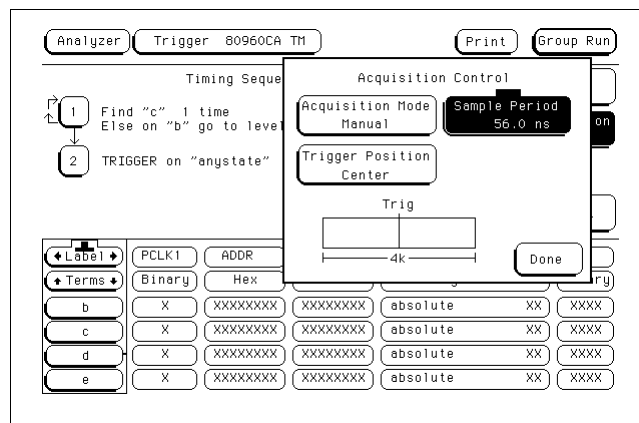 Analyzer Trigger 80960CA TM Print Group Run
Timing Seque
1 Find "c" 1 time
Else on "b" go to level
2 TRIGGER on "anystate"
Acquisition Control
Acquisition Mode
Manual
Sample Period
56.0 ns
on
Trigger Position
Center
Trig
4k
Done
Label PCLK1 ADDR
Terms Binary Hex ry
b X XXXXXXXX XXXXXXXX absolute XX XXXX
c X XXXXXXXX XXXXXXXX absolute XX XXXX
d X XXXXXXXX XXXXXXXX absolute XX XXXX
e X XXXXXXXX XXXXXXXX absolute XX XXXX